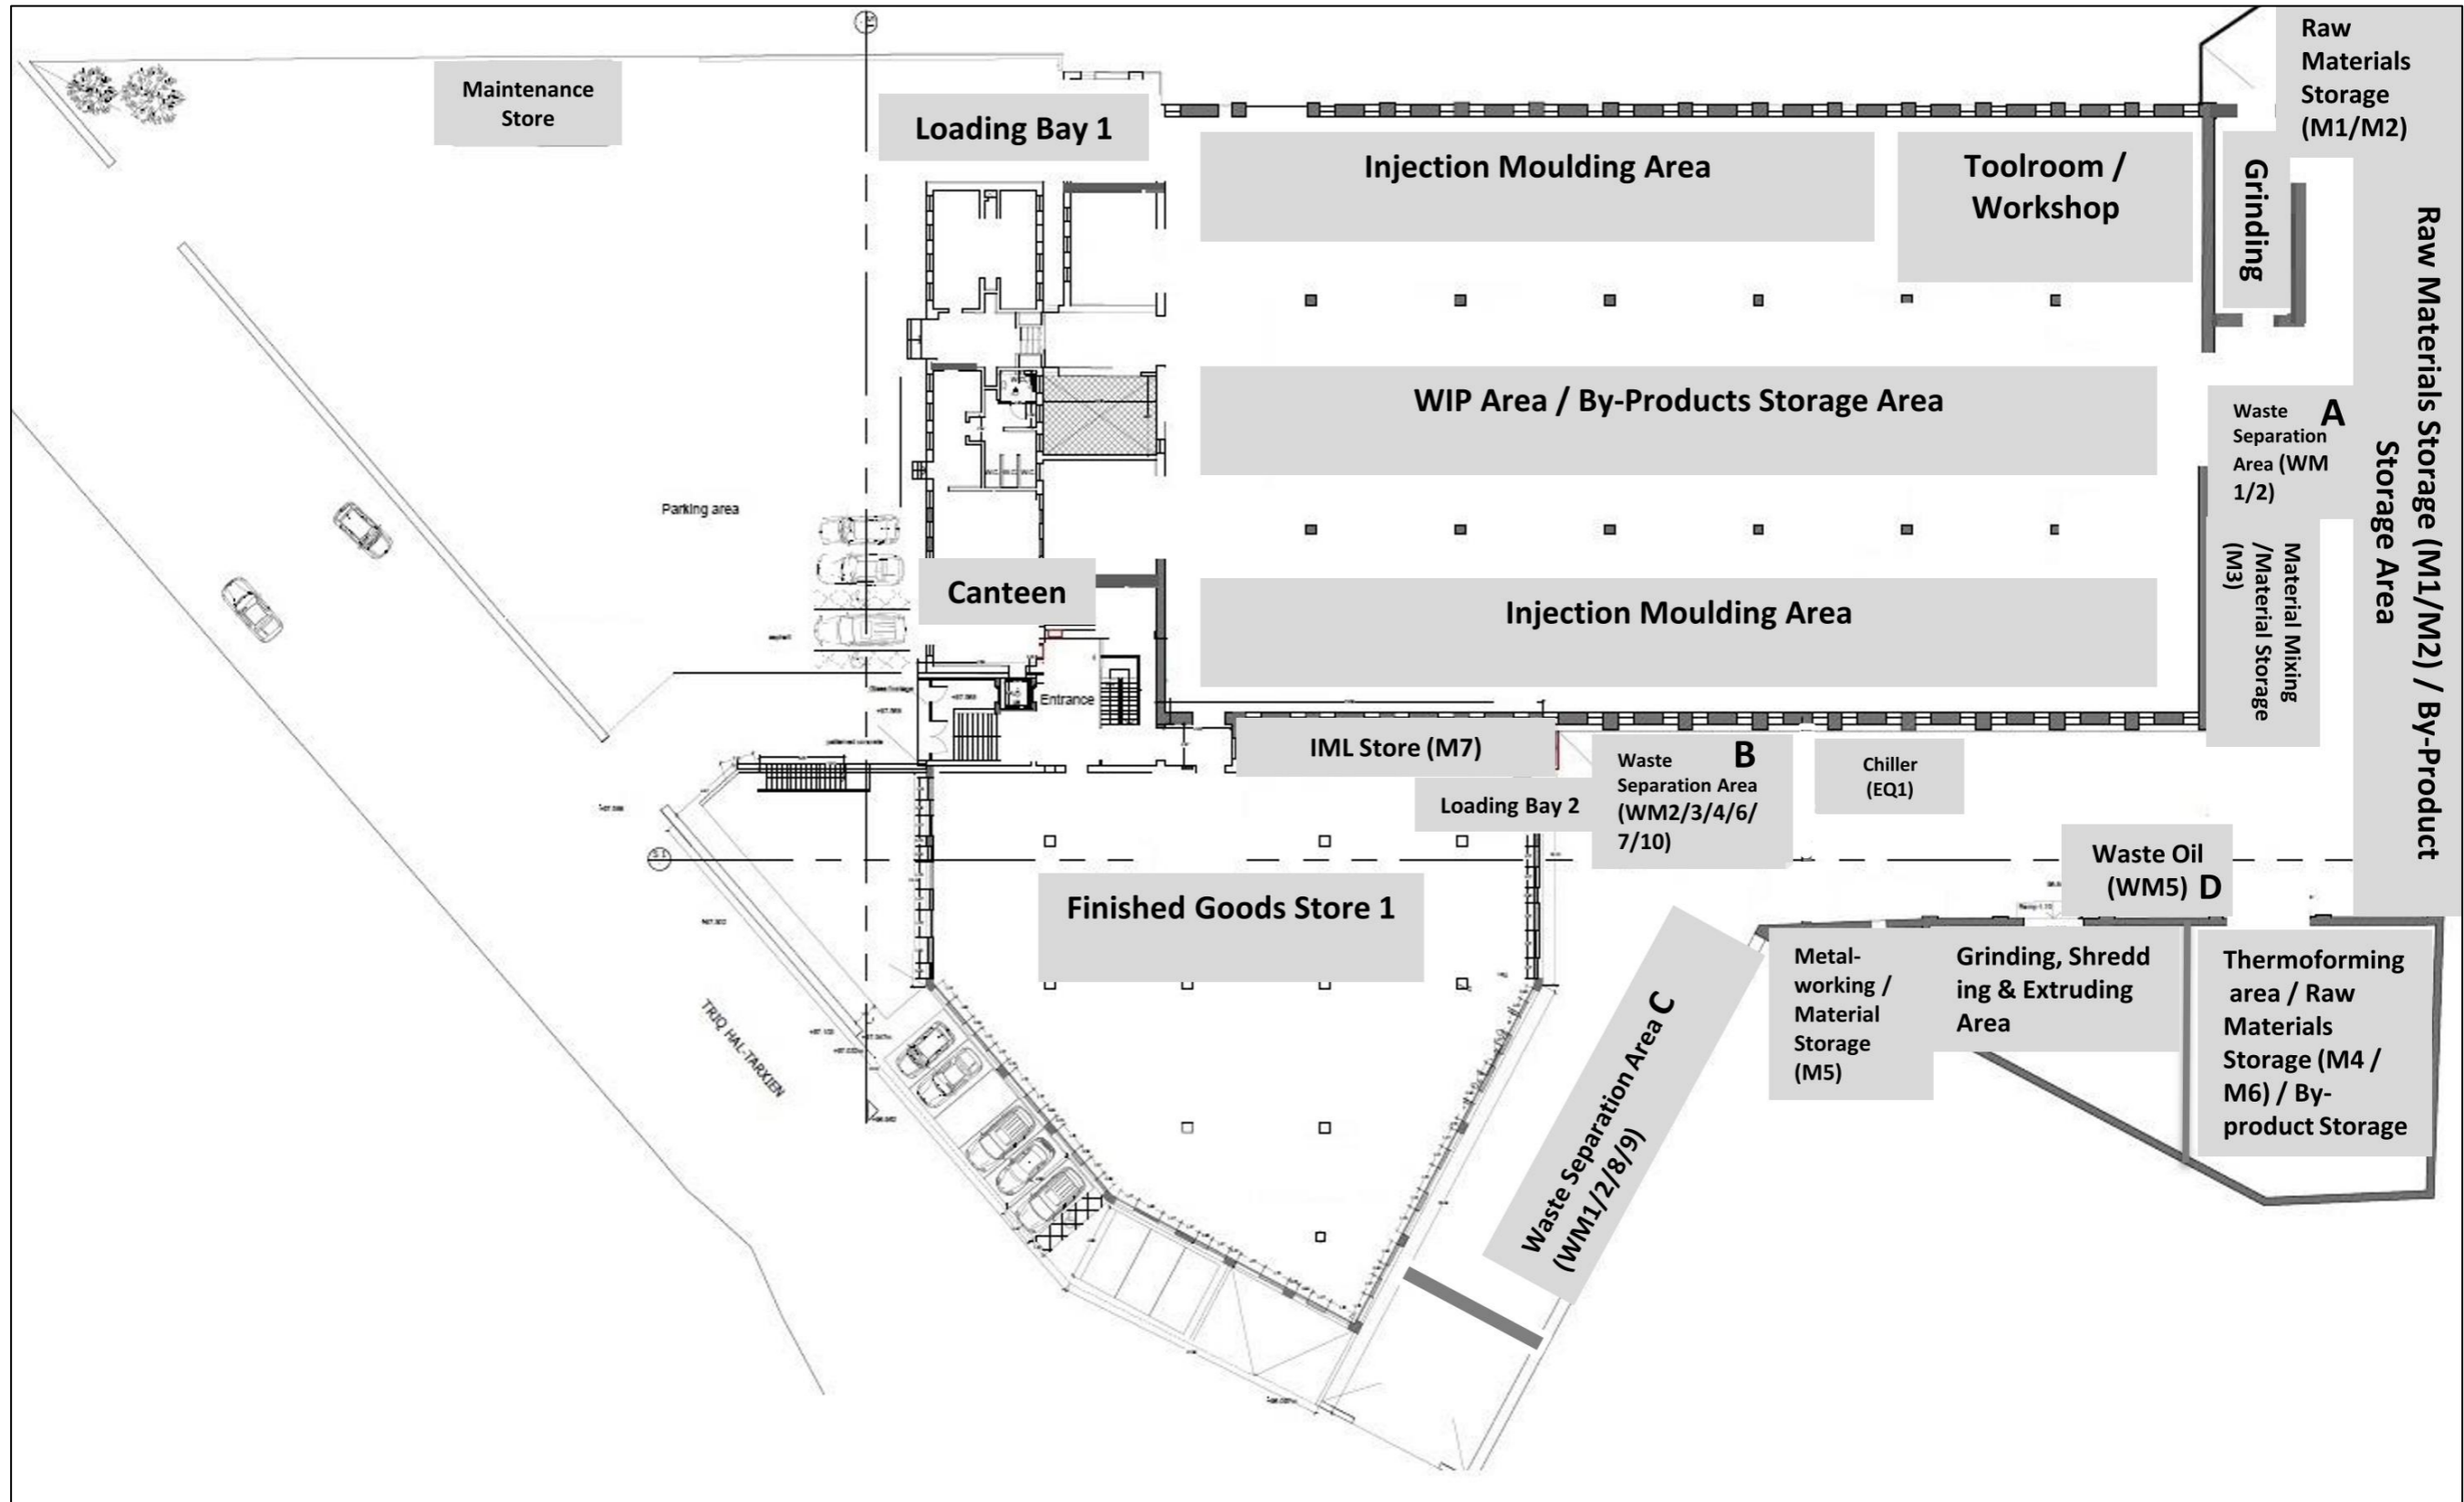 Raw
Materials
Storage
(M1/M2)
Maintenance
Store
Loading Bay 1
Injection Moulding Area
Toolroom /
Workshop
Grinding
Raw Materials Storage (M1/M2) / By-Product
Storage Area
WIP Area / By-Products Storage Area
Waste A
Separation
Area (WM
1/2)
Parking area
W.C.
W.C.
W.C.
Material Mixing
/Material Storage
(M3)
Canteen
Injection Moulding Area
Entrance
IML Store (M7)
Waste B
Separation Area
(WM2/3/4/6/
7/10)
Chiller
(EQ1)
Loading Bay 2
Waste Oil
(WM5) D
Finished Goods Store 1
Metal-
working /
Material
Storage
(M5)
Grinding, Shredd
ing & Extruding
Area
Thermoforming
area / Raw
Materials
Storage (M4 /
M6) / By-
product Storage
TRIQ HAL-TARXIEN
Waste Separation Area C
(WM1/2/8/9)